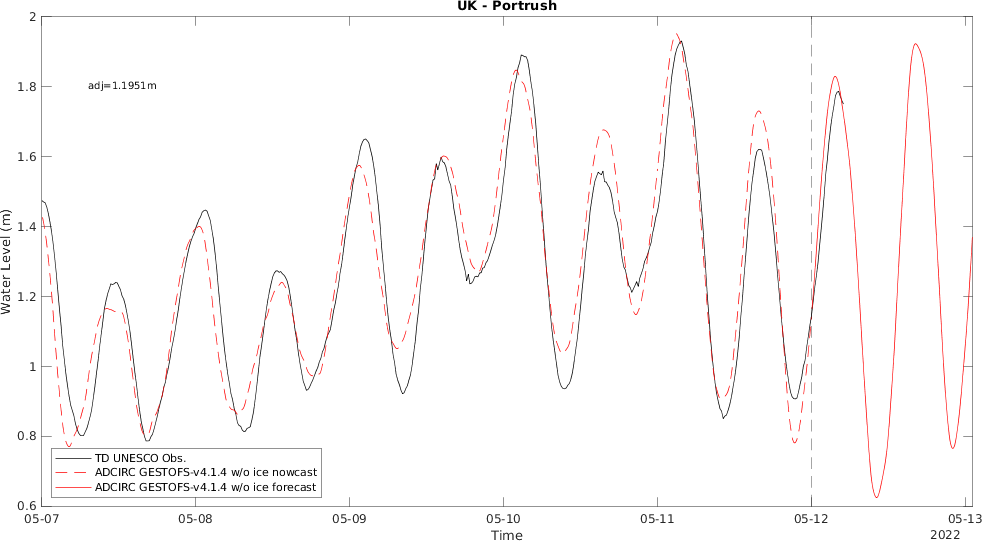 UK - Portrush
2
1.8
1.6
1.4
1.2
1
0.8
0.6
Water Level (m)
adj=1.1951m
TD UNESCO Obs.
ADCIRC GESTOFS-v4.1.4 w/o ice nowcast
ADCIRC GESTOFS-v4.1.4 w/o ice forecast
05-07 05-08 05-09 05-10 05-11 05-12 05-13
Time
2022